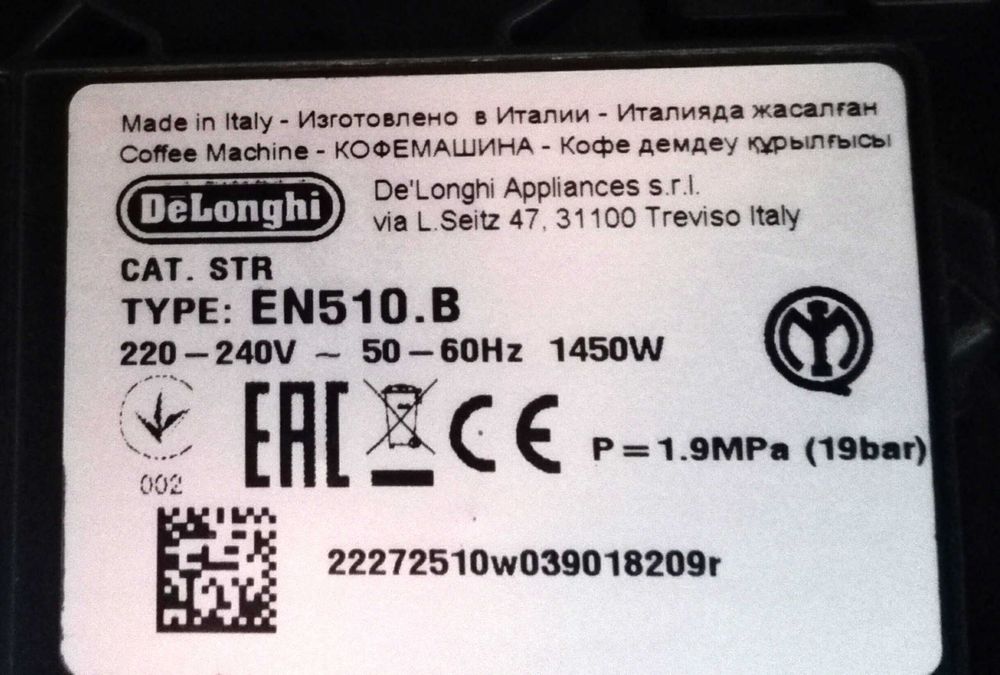 Made in Italy - Изготовлено в Италии - Италияда жасалған
Coffee Machine - КОФЕМАШИНА - Кофе демдеу құрылғысы
DeLonghi
De'Longhi Appliances s.r.l.
via L.Seitz 47, 31100 Treviso Italy
CAT. STR
TYPE: EN510.B
220 – 240V ~ 50 – 60Hz 1450W
002
EAC
CE
P = 1.9MPa (19bar)
22272510w039018209r